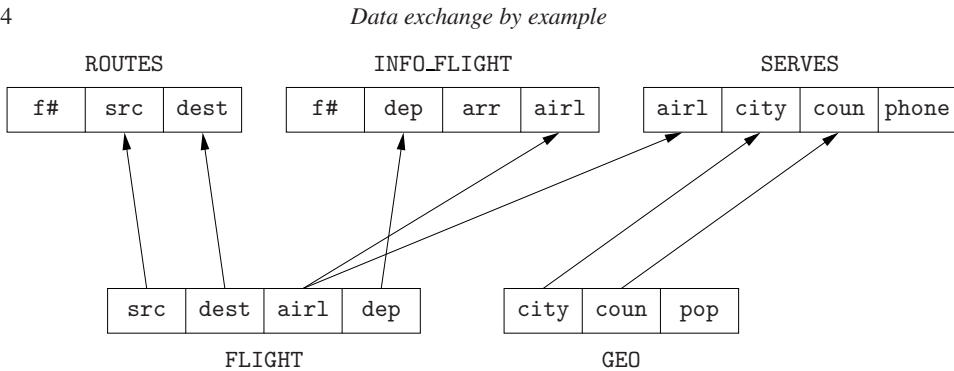 4 Data exchange by example
ROUTES INFO_FLIGHT SERVES
f# src dest f# dep arr airl airl city coun phone
src dest airl dep city coun pop
FLIGHT GEO